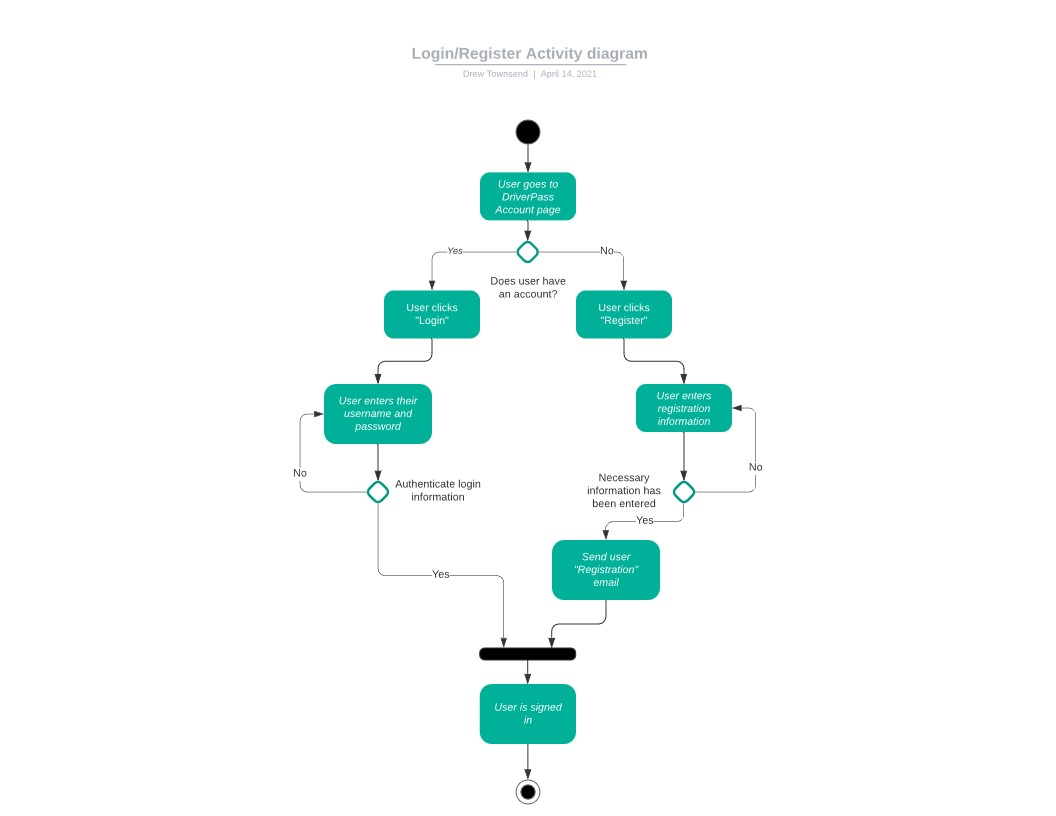 Login/Register Activity diagram
Drew Townsend | April 14, 2021
User goes to
DriverPass
Account page
Yes
No
Does user have
an account?
User clicks
"Login"
User clicks
"Register"
User enters their
username and
password
User enters
registration
information
No
Authenticate login
information
Necessary
information has
been entered
No
Yes
Send user
"Registration"
email
Yes
User is signed
in